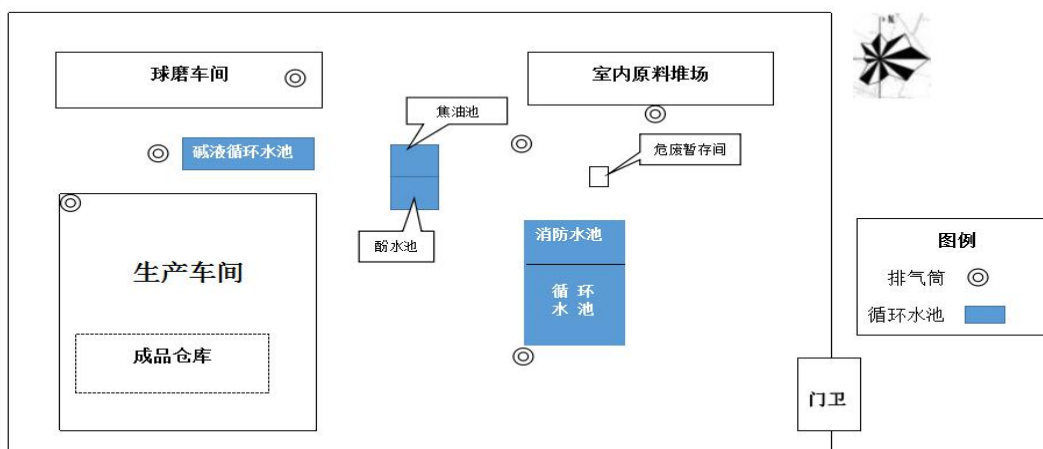 N
球磨车间
室内原料堆场
焦油池
碱液循环水池
危废暂存间
酚水池
消防水池
循 环
水 池
生产车间
成品仓库
图例
排气筒
循环水池
门卫